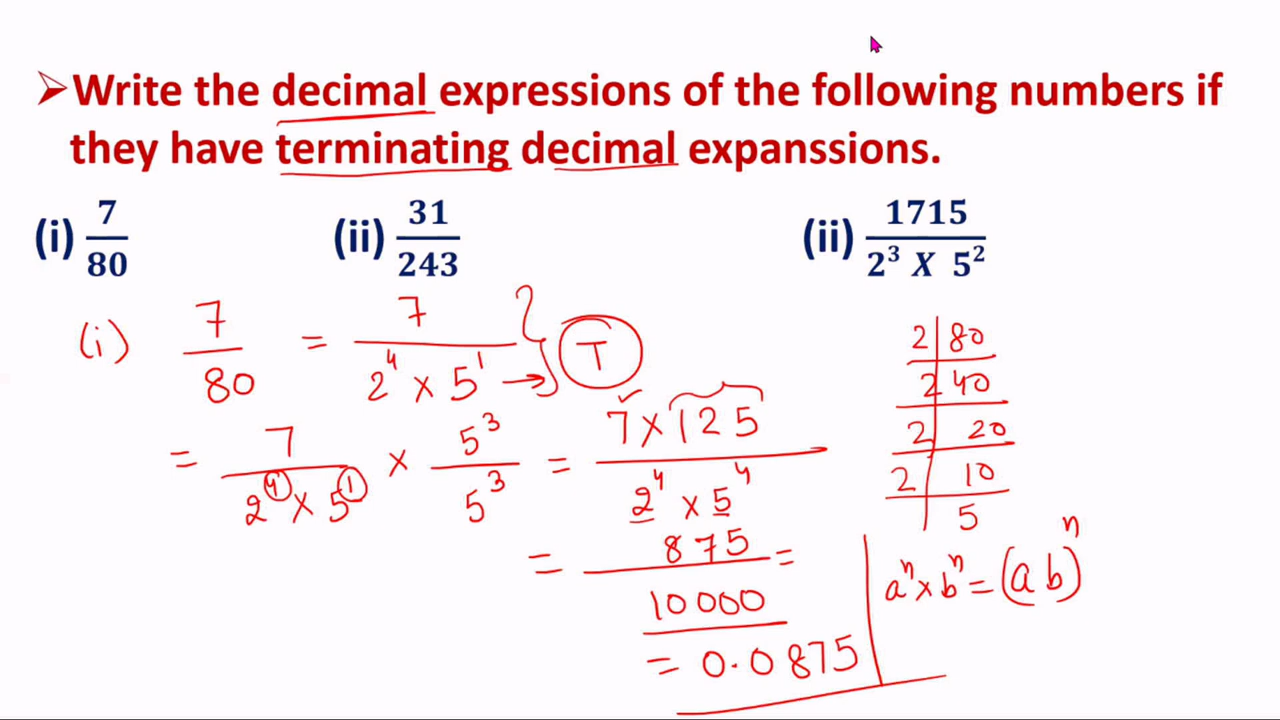 ➢Write the decimal expressions of the following numbers if
they have terminating decimal expanssions.
(i) 7/80 (ii) 31/243 (ii) 1715/2³ X 5²
(i) 7/80 = 7/2⁴ × 5¹ → T
= 7/2⁴ × 5¹ × 5³/5³ = 7 × 125/2⁴ × 5⁴
= 875/10000 =
= 0.0875
2 | 80
2 | 40
2 | 20
2 | 10
5
aⁿ × bⁿ = (ab)ⁿ